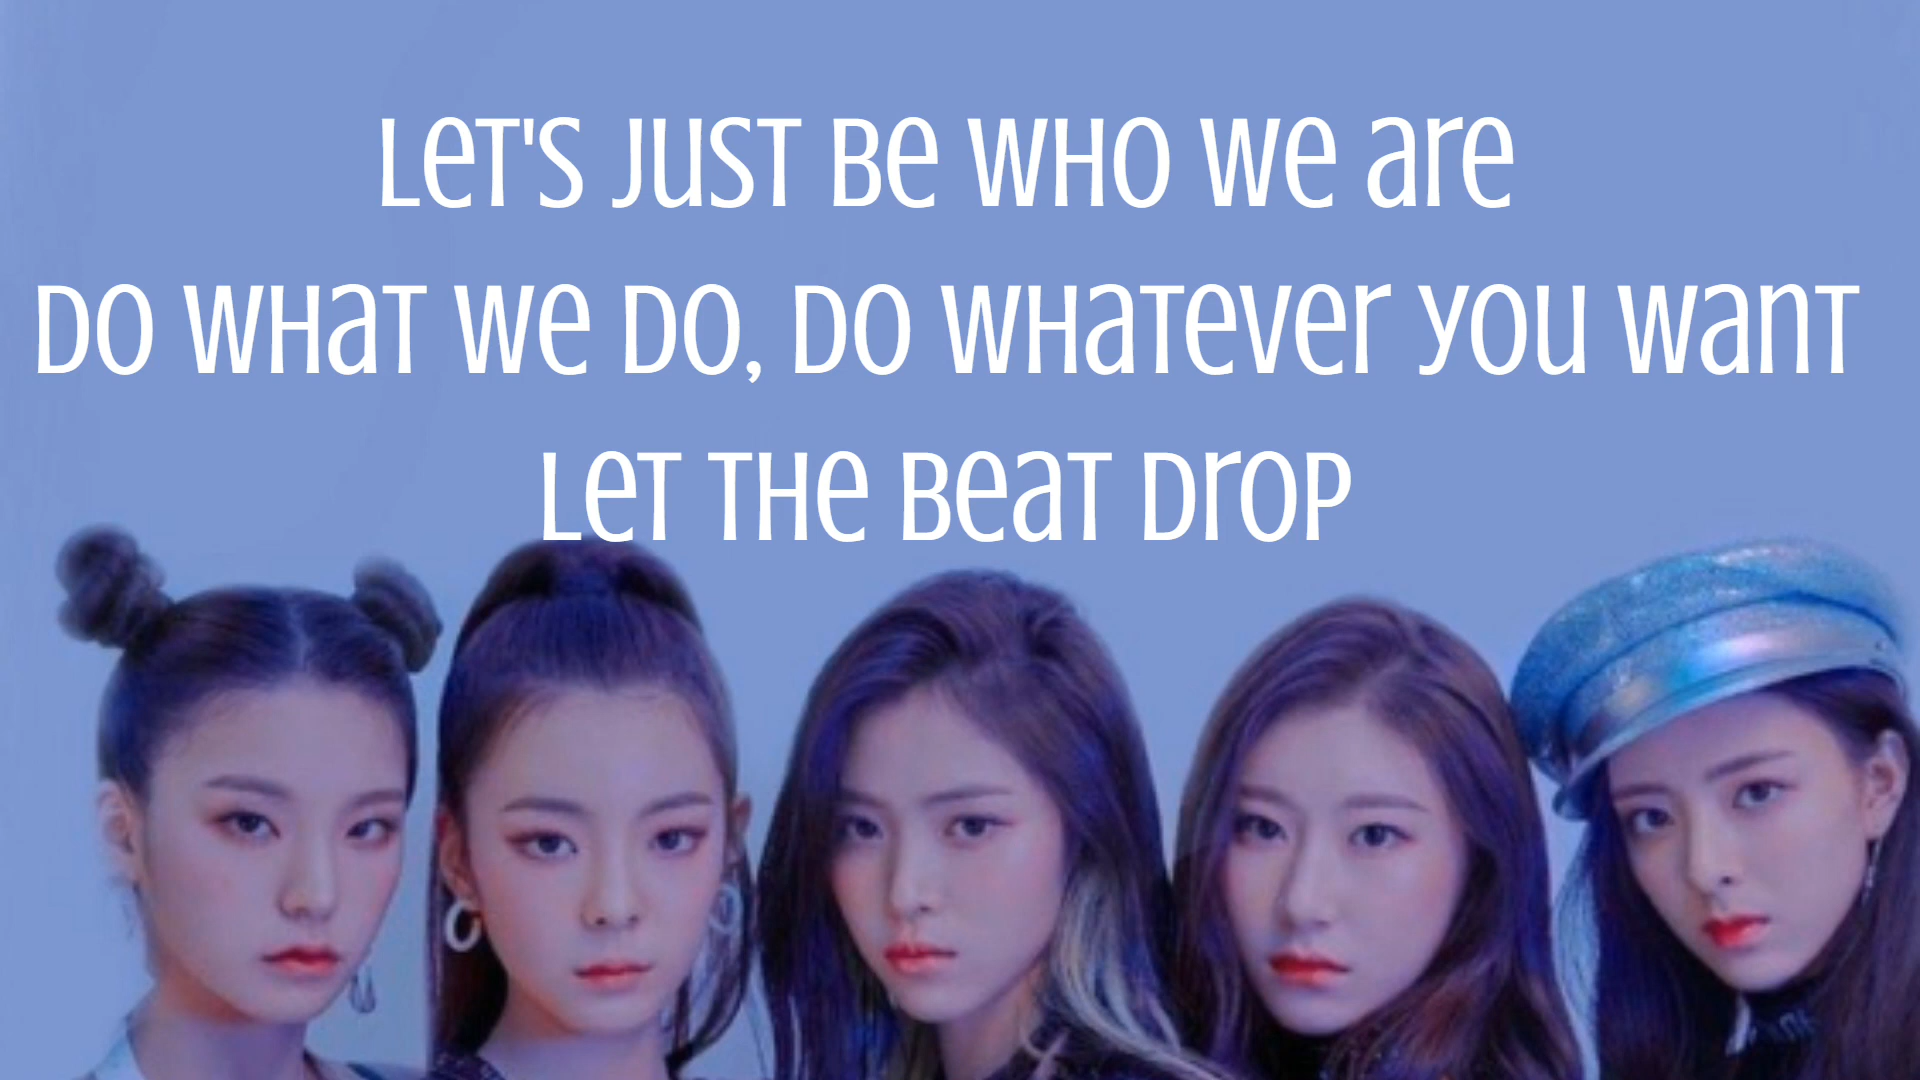 Let's just be who we are
Do what we do, do whatever you want
Let the beat drop